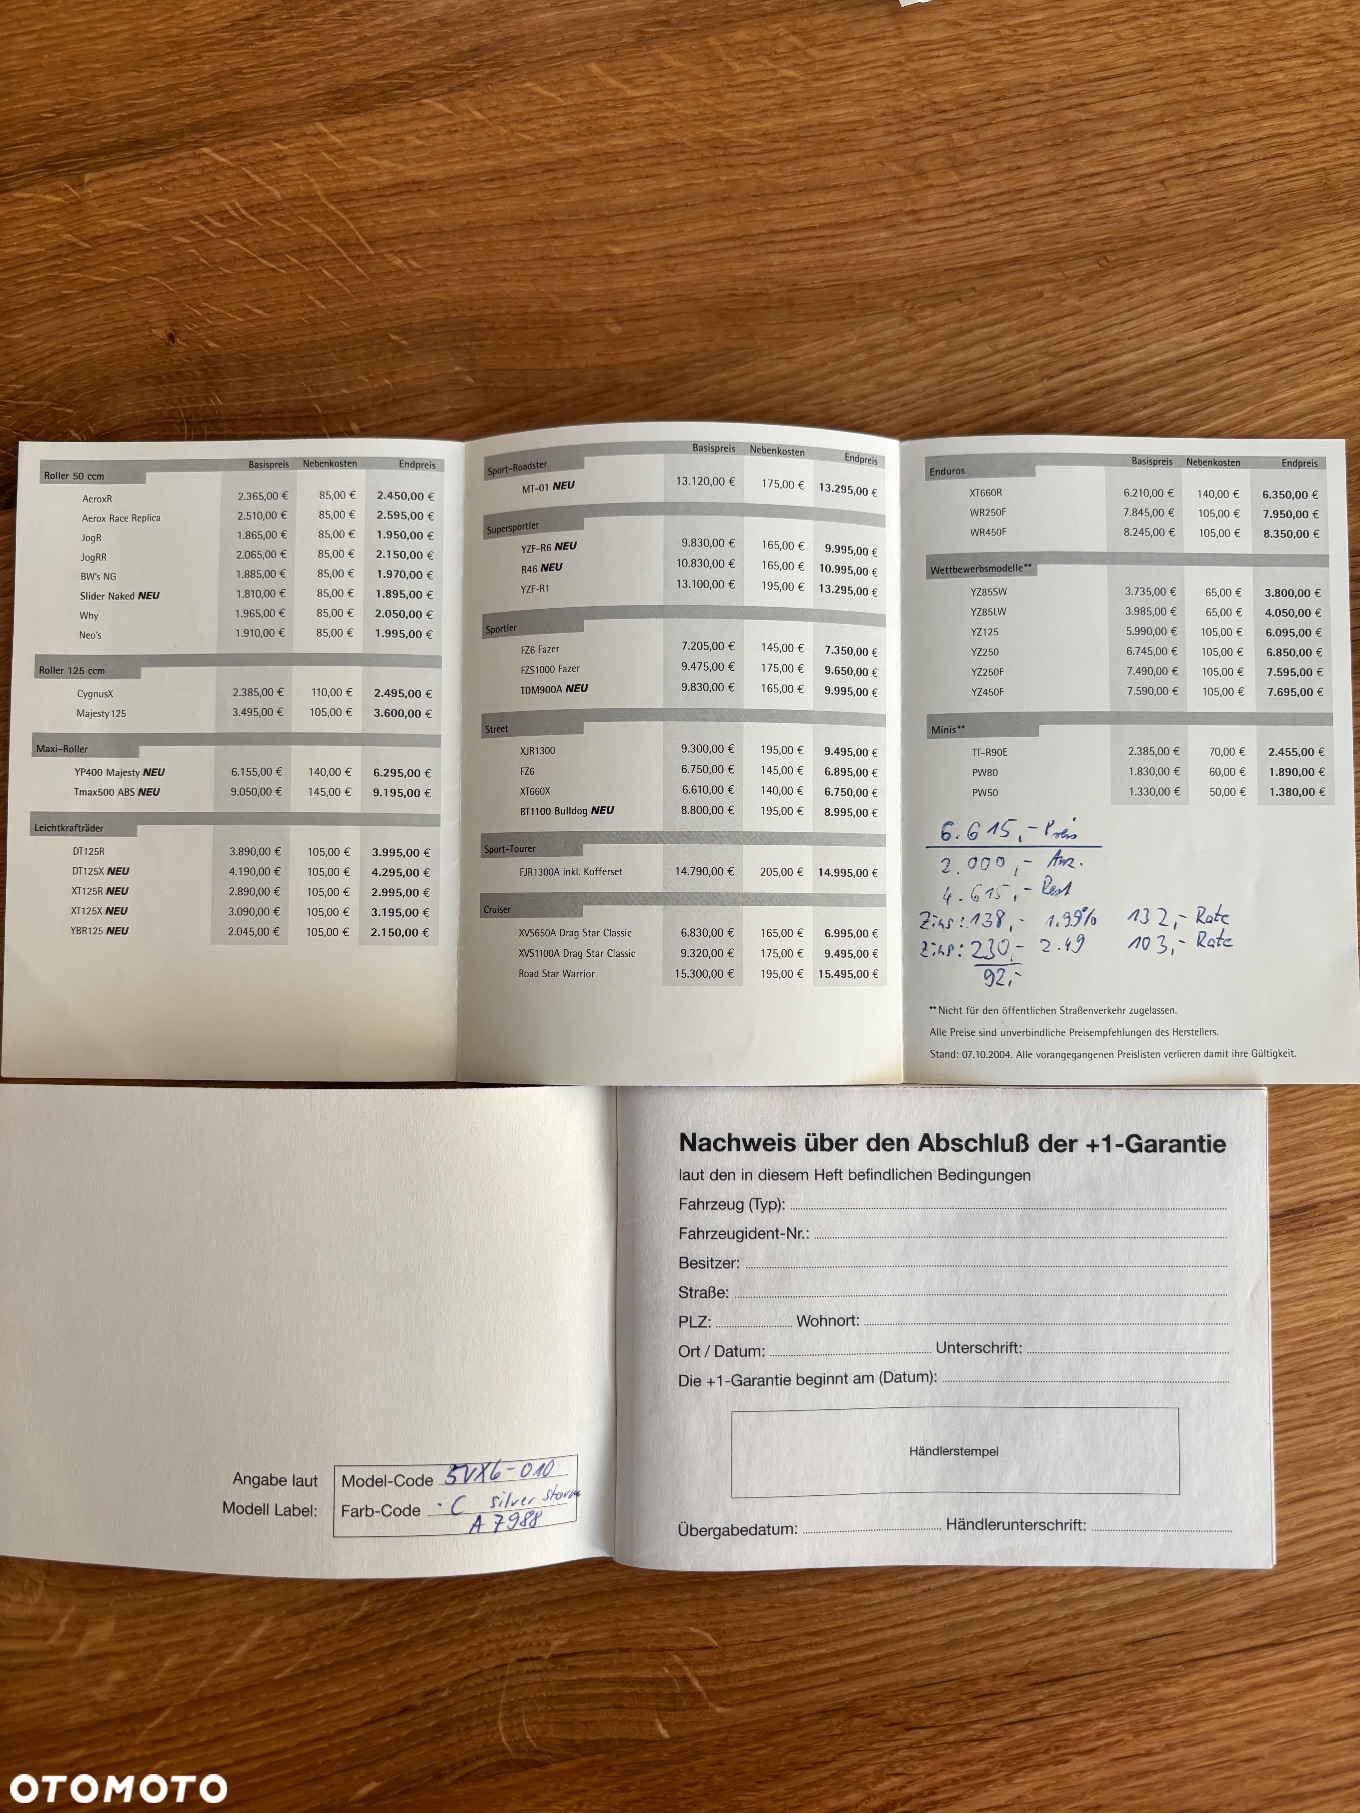 Basispreis Nebenkosten Endpreis
Roller 50 ccm
AeroxR 2.365,00 € 85,00 € 2.450,00 €
Aerox Race Replica 2.510,00 € 85,00 € 2.595,00 €
JogR 1.865,00 € 85,00 € 1.950,00 €
JogRR 2.065,00 € 85,00 € 2.150,00 €
BW's NG 1.885,00 € 85,00 € 1.970,00 €
Slider Naked NEU 1.810,00 € 85,00 € 1.895,00 €
Why 1.965,00 € 85,00 € 2.050,00 €
Neo's 1.910,00 € 85,00 € 1.995,00 €
Roller 125 ccm
CygnusX 2.385,00 € 110,00 € 2.495,00 €
Majesty 125 3.495,00 € 105,00 € 3.600,00 €
Maxi-Roller
YP400 Majesty NEU 6.155,00 € 140,00 € 6.295,00 €
Tmax500 ABS NEU 9.050,00 € 145,00 € 9.195,00 €
Leichtkrafträder
DT125R 3.890,00 € 105,00 € 3.995,00 €
DT125X NEU 4.190,00 € 105,00 € 4.295,00 €
XT125R NEU 2.890,00 € 105,00 € 2.995,00 €
XT125X NEU 3.090,00 € 105,00 € 3.195,00 €
YBR125 NEU 2.045,00 € 105,00 € 2.150,00 €
Basispreis Nebenkosten Endpreis
Sport-Roadster
MT-01 NEU 13.120,00 € 175,00 € 13.295,00 €
Supersportler
YZF-R6 NEU 9.830,00 € 165,00 € 9.995,00 €
R46 NEU 10.830,00 € 165,00 € 10.995,00 €
YZF-R1 13.100,00 € 195,00 € 13.295,00 €
Sportler
FZ6 Fazer 7.205,00 € 145,00 € 7.350,00 €
FZS1000 Fazer 9.475,00 € 175,00 € 9.650,00 €
TDM900A NEU 9.830,00 € 165,00 € 9.995,00 €
Street
XJR1300 9.300,00 € 195,00 € 9.495,00 €
FZ6 6.750,00 € 145,00 € 6.895,00 €
XT660X 6.610,00 € 140,00 € 6.750,00 €
BT1100 Bulldog NEU 8.800,00 € 195,00 € 8.995,00 €
Sport-Tourer
FJR1300A inkl. Kofferset 14.790,00 € 205,00 € 14.995,00 €
Cruiser
XVS650A Drag Star Classic 6.830,00 € 165,00 € 6.995,00 €
XVS1100A Drag Star Classic 9.320,00 € 175,00 € 9.495,00 €
Road Star Warrior 15.300,00 € 195,00 € 15.495,00 €
Basispreis Nebenkosten Endpreis
Enduros
XT660R 6.210,00 € 140,00 € 6.350,00 €
WR250F 7.845,00 € 105,00 € 7.950,00 €
WR450F 8.245,00 € 105,00 € 8.350,00 €
Wettbewerbsmodelle**
YZ85SW 3.735,00 € 65,00 € 3.800,00 €
YZ85LW 3.985,00 € 65,00 € 4.050,00 €
YZ125 5.990,00 € 105,00 € 6.095,00 €
YZ250 6.745,00 € 105,00 € 6.850,00 €
YZ250F 7.490,00 € 105,00 € 7.595,00 €
YZ450F 7.590,00 € 105,00 € 7.695,00 €
Minis**
TT-R90E 2.385,00 € 70,00 € 2.455,00 €
PW80 1.830,00 € 60,00 € 1.890,00 €
PW50 1.330,00 € 50,00 € 1.380,00 €
6.615,- Preis
2.000,- Anz.
4.615,- Rest
Zins: 138,- 1.99% 132,- Rate
Zins: 230,- 2.49 103,- Rate
92,-
**Nicht für den öffentlichen Straßenverkehr zugelassen.
Alle Preise sind unverbindliche Preisempfehlungen des Herstellers.
Stand: 07.10.2004. Alle vorangegangenen Preislisten verlieren damit ihre Gültigkeit.
Angabe laut Modell Label:
Model-Code 5VX6-010
Farb-Code C silver storm
A 7988
Nachweis über den Abschluß der +1-Garantie
laut den in diesem Heft befindlichen Bedingungen
Fahrzeug (Typ):
Fahrzeugident-Nr.:
Besitzer:
Straße:
PLZ: Wohnort:
Ort / Datum: Unterschrift:
Die +1-Garantie beginnt am (Datum):
Händlerstempel
Übergabedatum: Händlerunterschrift:
OTOMOTO